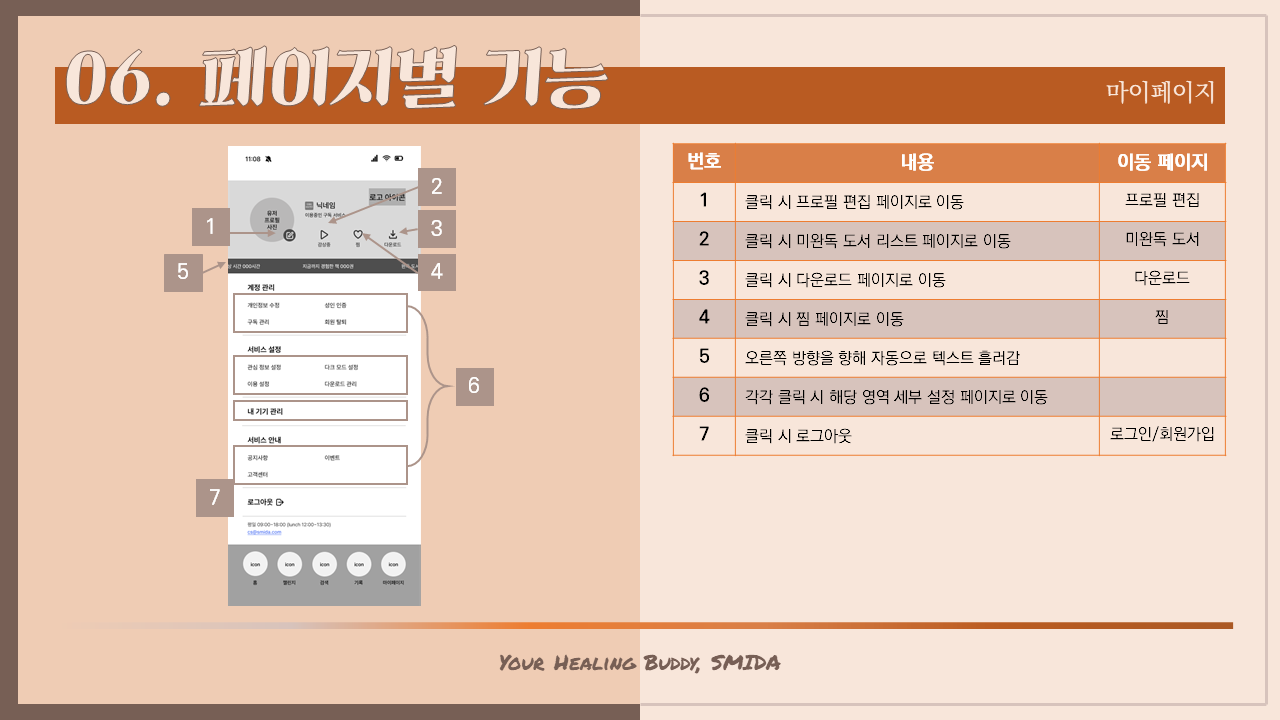 06. 페이지별 기능
마이페이지
11:08
로고 아이콘
유저
프로필
사진
닉네임
이용중인 구독 서비스
감상중
찜
다운로드
시간 000시간
지금까지 경험한 책 000권
완독 도서
계정 관리
개인정보 수정 성인 인증
구독 관리 회원 탈퇴
서비스 설정
관심 정보 설정 다크 모드 설정
이용 설정 다운로드 관리
내 기기 관리
서비스 안내
공지사항 이벤트
고객센터
로그아웃
평일 09:00~18:00 (lunch 12:00~13:30)
cs@smida.com
icon icon icon icon icon
홈 챌린지 검색 기록 마이페이지
1
2
3
4
5
6
7
번호 내용 이동 페이지
1 클릭 시 프로필 편집 페이지로 이동 프로필 편집
2 클릭 시 미완독 도서 리스트 페이지로 이동 미완독 도서
3 클릭 시 다운로드 페이지로 이동 다운로드
4 클릭 시 찜 페이지로 이동 찜
5 오른쪽 방향을 향해 자동으로 텍스트 흘러감
6 각각 클릭 시 해당 영역 세부 설정 페이지로 이동
7 클릭 시 로그아웃 로그인/회원가입
Your Healing Buddy, SMIDA